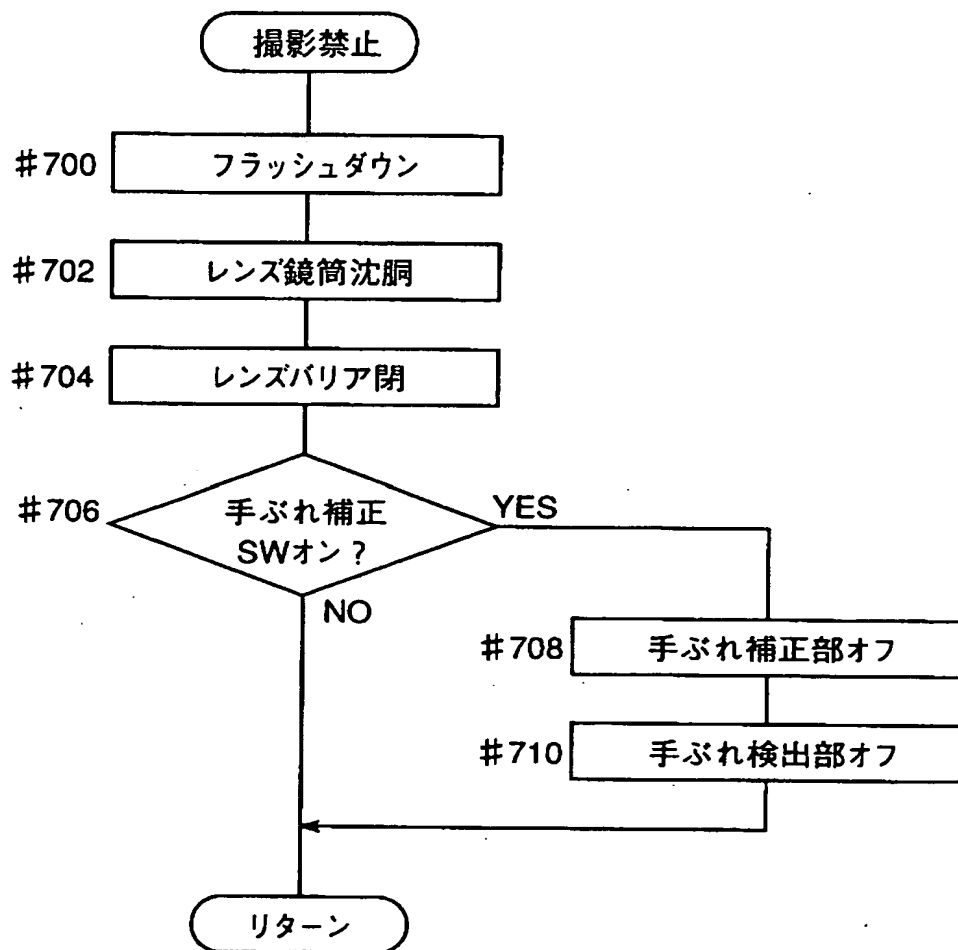 撮影禁止
#700 フラッシュダウン
#702 レンズ鏡筒沈胴
#704 レンズバリア閉
#706 手ぶれ補正
SWオン?
YES
NO
#708 手ぶれ補正部オフ
#710 手ぶれ検出部オフ
リターン